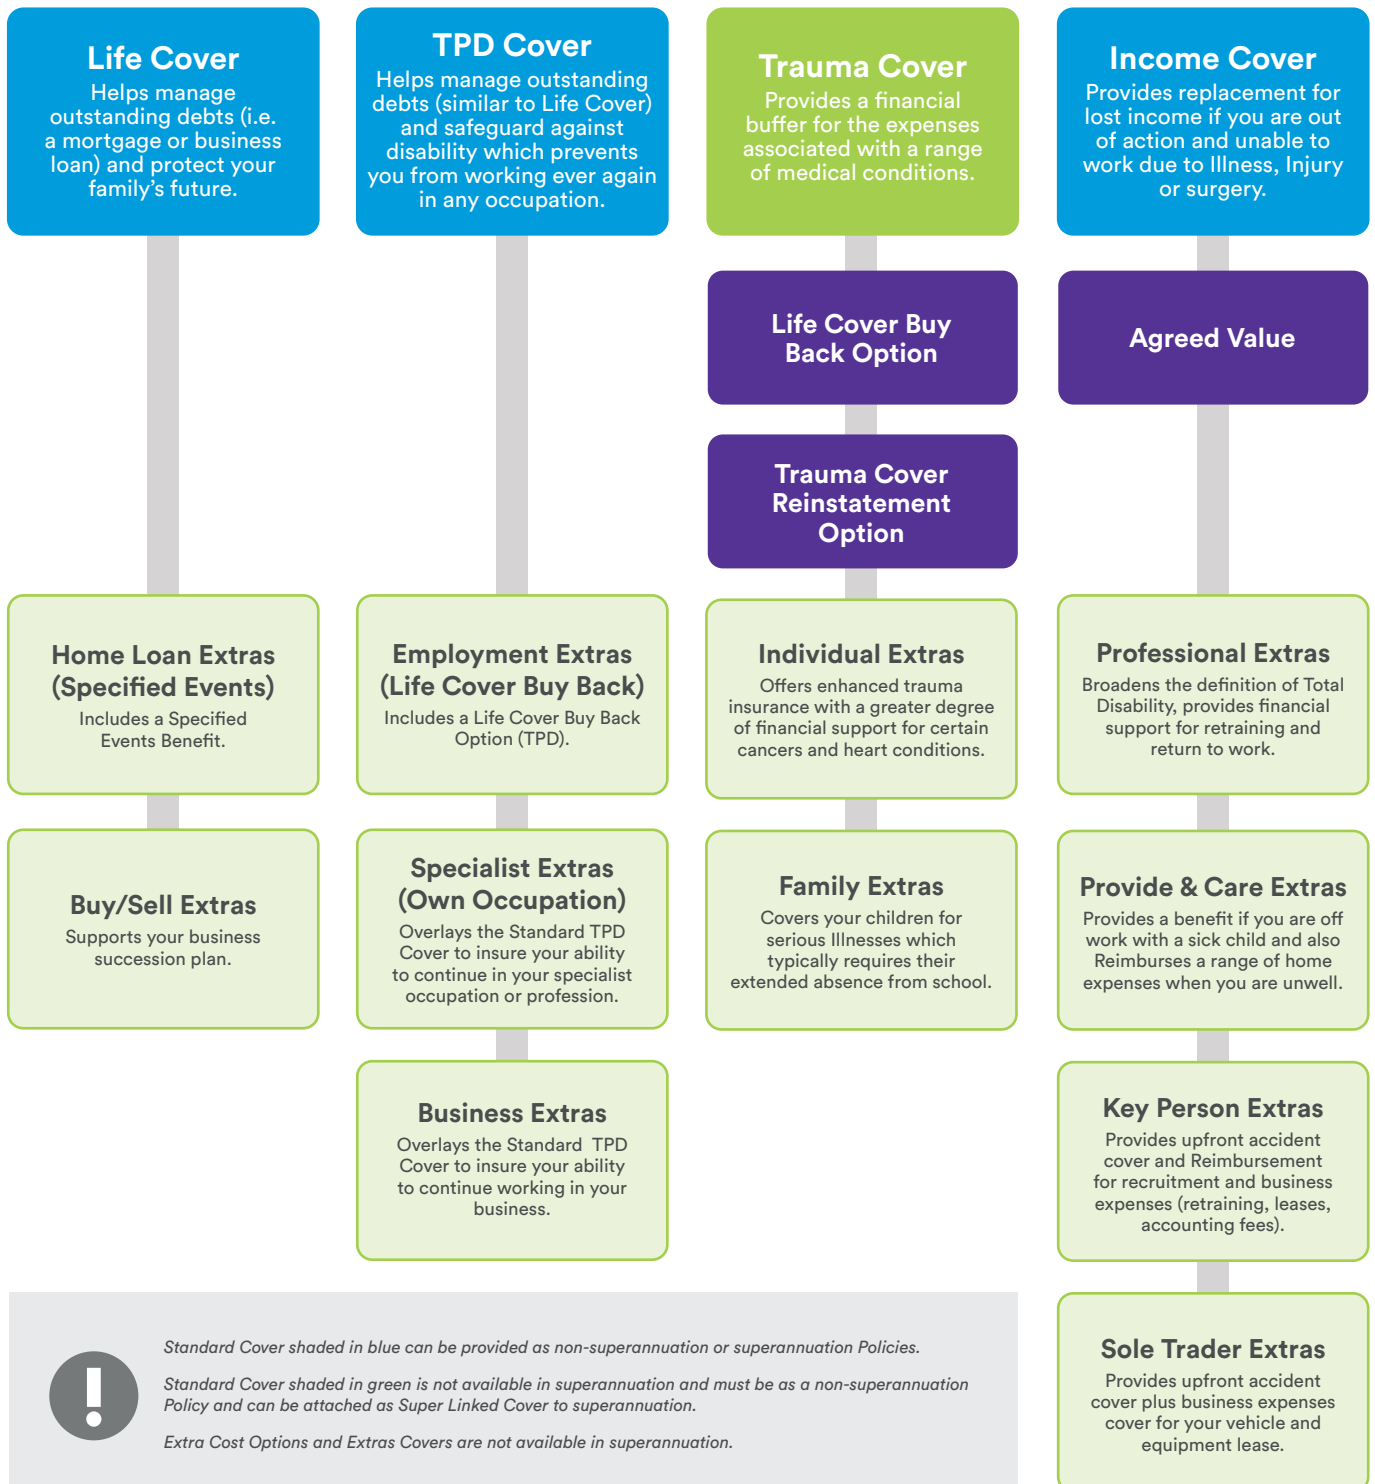 Life Cover
Helps manage
outstanding debts (i.e.
a mortgage or business
loan) and protect your
family's future.
TPD Cover
Helps manage outstanding
debts (similar to Life Cover)
and safeguard against
disability which prevents
you from working ever again
in any occupation.
Trauma Cover
Provides a financial
buffer for the expenses
associated with a range
of medical conditions.
Income Cover
Provides replacement for
lost income if you are out
of action and unable to
work due to Illness, Injury
or surgery.
Life Cover Buy
Back Option
Agreed Value
Trauma Cover
Reinstatement
Option
Home Loan Extras
(Specified Events)
Includes a Specified
Events Benefit.
Employment Extras
(Life Cover Buy Back)
Includes a Life Cover Buy Back
Option (TPD).
Individual Extras
Offers enhanced trauma
insurance with a greater degree
of financial support for certain
cancers and heart conditions.
Professional Extras
Broadens the definition of Total
Disability, provides financial
support for retraining and
return to work.
Buy/Sell Extras
Supports your business
succession plan.
Specialist Extras
(Own Occupation)
Overlays the Standard TPD
Cover to insure your ability
to continue in your specialist
occupation or profession.
Family Extras
Covers your children for
serious Illnesses which
typically requires their
extended absence from school.
Provide & Care Extras
Provides a benefit if you are off
work with a sick child and also
Reimburses a range of home
expenses when you are unwell.
Business Extras
Overlays the Standard TPD
Cover to insure your ability
to continue working in your
business.
Key Person Extras
Provides upfront accident
cover and Reimbursement
for recruitment and business
expenses (retraining, leases,
accounting fees).
Sole Trader Extras
Provides upfront accident
cover plus business expenses
cover for your vehicle and
equipment lease.
Standard Cover shaded in blue can be provided as non-superannuation or superannuation Policies.
Standard Cover shaded in green is not available in superannuation and must be as a non-superannuation
Policy and can be attached as Super Linked Cover to superannuation.
Extra Cost Options and Extras Covers are not available in superannuation.